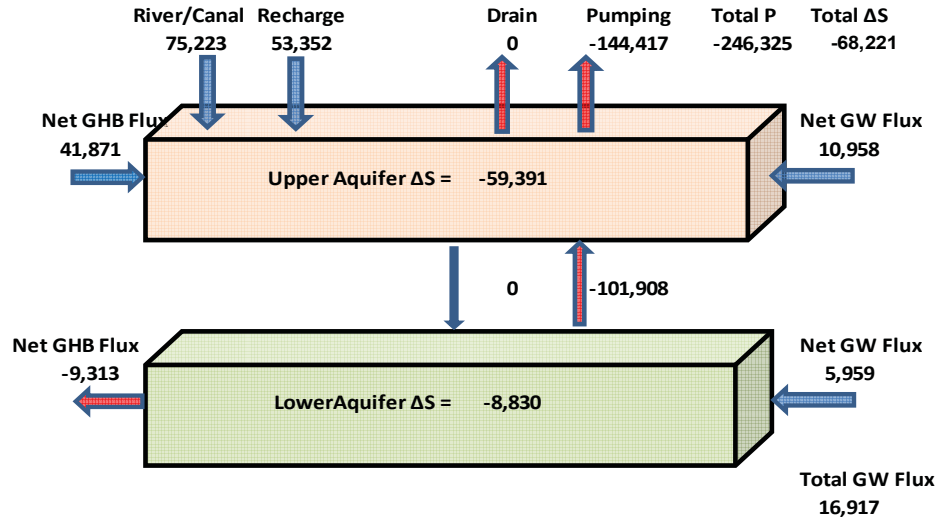 River/Canal Recharge Drain Pumping Total P Total ΔS
75,223 53,352 0 -144,417 -246,325 -68,221
Net GHB Flux Net GW Flux
41,871 10,958
Upper Aquifer ΔS = -59,391
0 -101,908
Net GHB Flux Net GW Flux
-9,313 5,959
LowerAquifer ΔS = -8,830
Total GW Flux
16,917